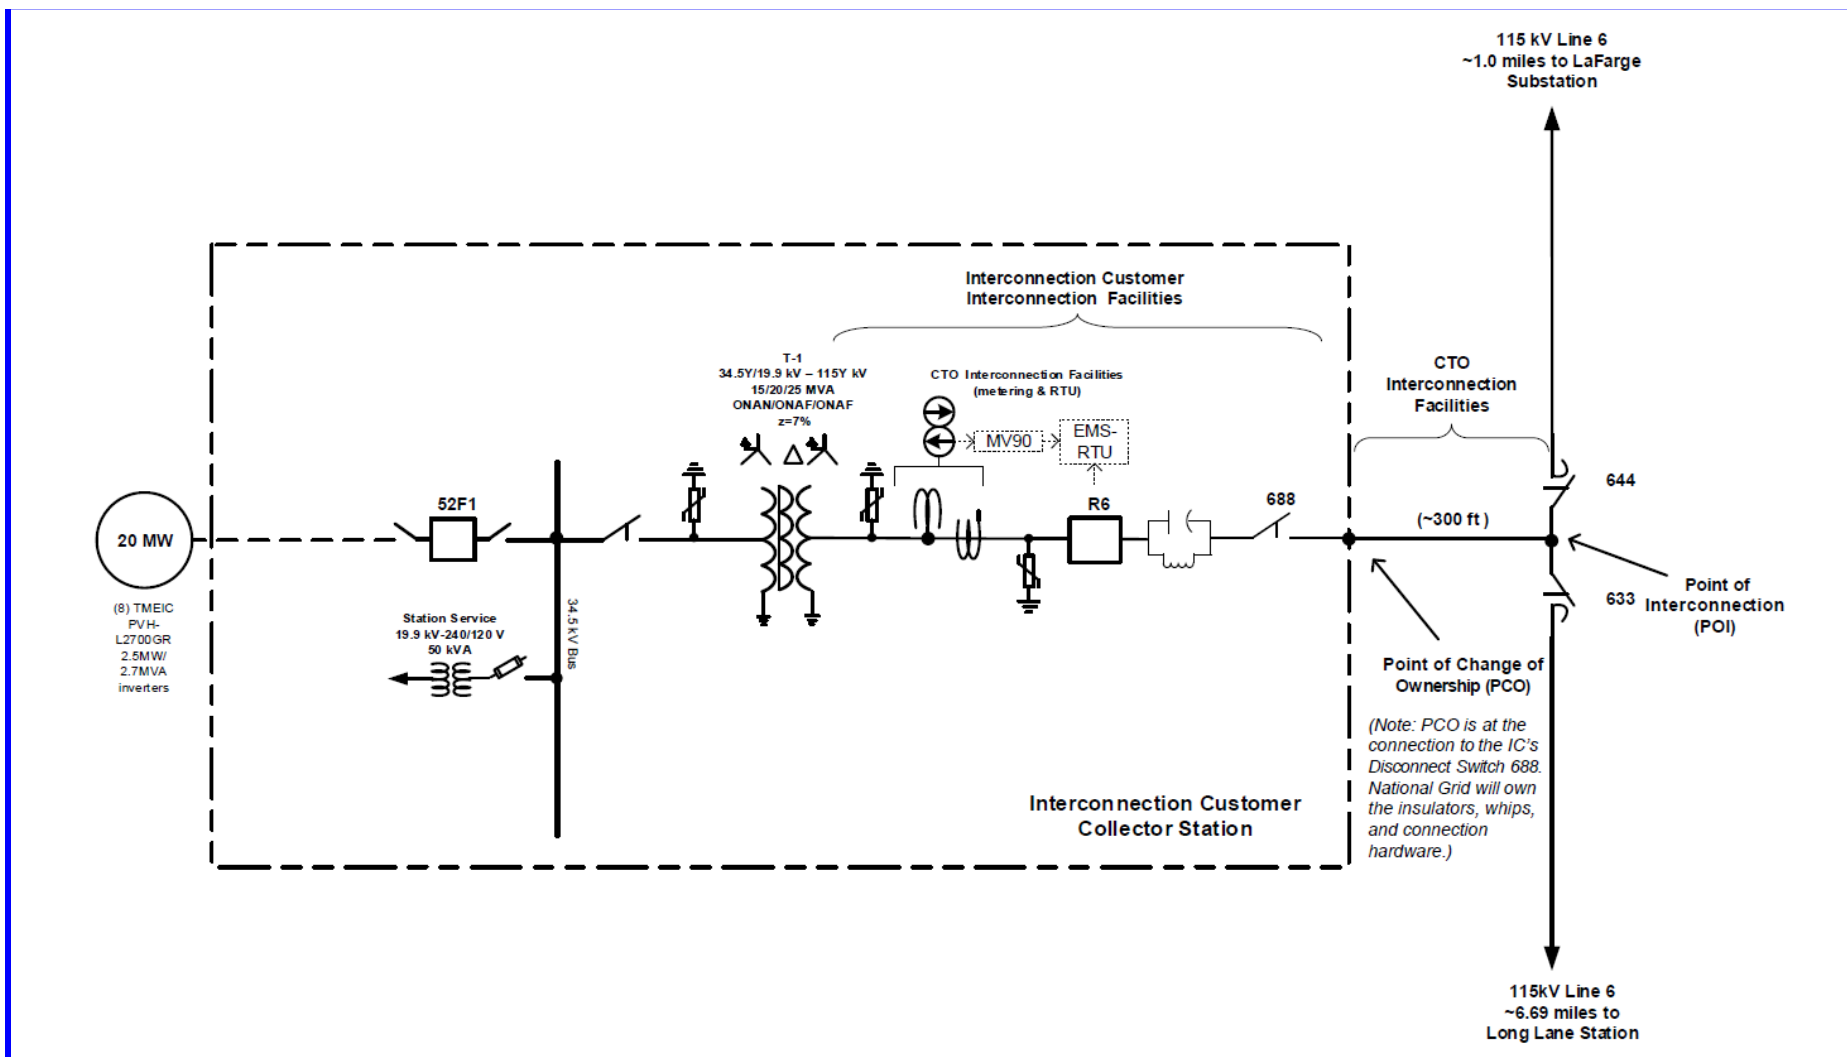 115 kV Line 6
~1.0 miles to LaFarge
Substation
Interconnection Customer
Interconnection Facilities
T-1
34.5Y/19.9 kV – 115Y kV
15/20/25 MVA
ONAN/ONAF/ONAF
z=7%
CTO Interconnection Facilities
(metering & RTU)
MV90
EMS-
RTU
CTO
Interconnection
Facilities
644
52F1
R6
688
(~300 ft )
20 MW
(8) TMEIC
PVH-
L2700GR
2.5MW/
2.7MVA
inverters
Station Service
19.9 kV-240/120 V
50 kVA
34.5 kV Bus
633
Point of
Interconnection
(POI)
Point of Change of
Ownership (PCO)
(Note: PCO is at the
connection to the IC's
Disconnect Switch 688.
National Grid will own
the insulators, whips,
and connection
hardware.)
Interconnection Customer
Collector Station
115kV Line 6
~6.69 miles to
Long Lane Station